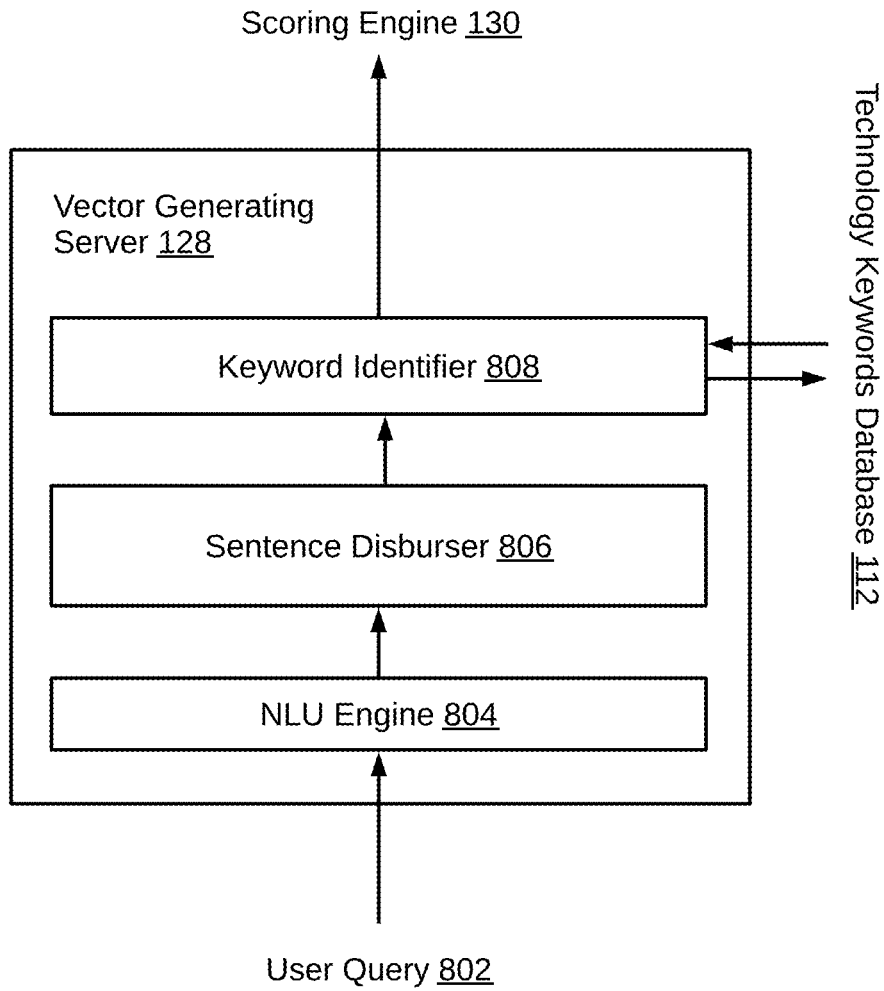 Scoring Engine 130
Vector Generating
Server 128
Technology Keywords Database 112
Keyword Identifier 808
Sentence Disburser 806
NLU Engine 804
User Query 802